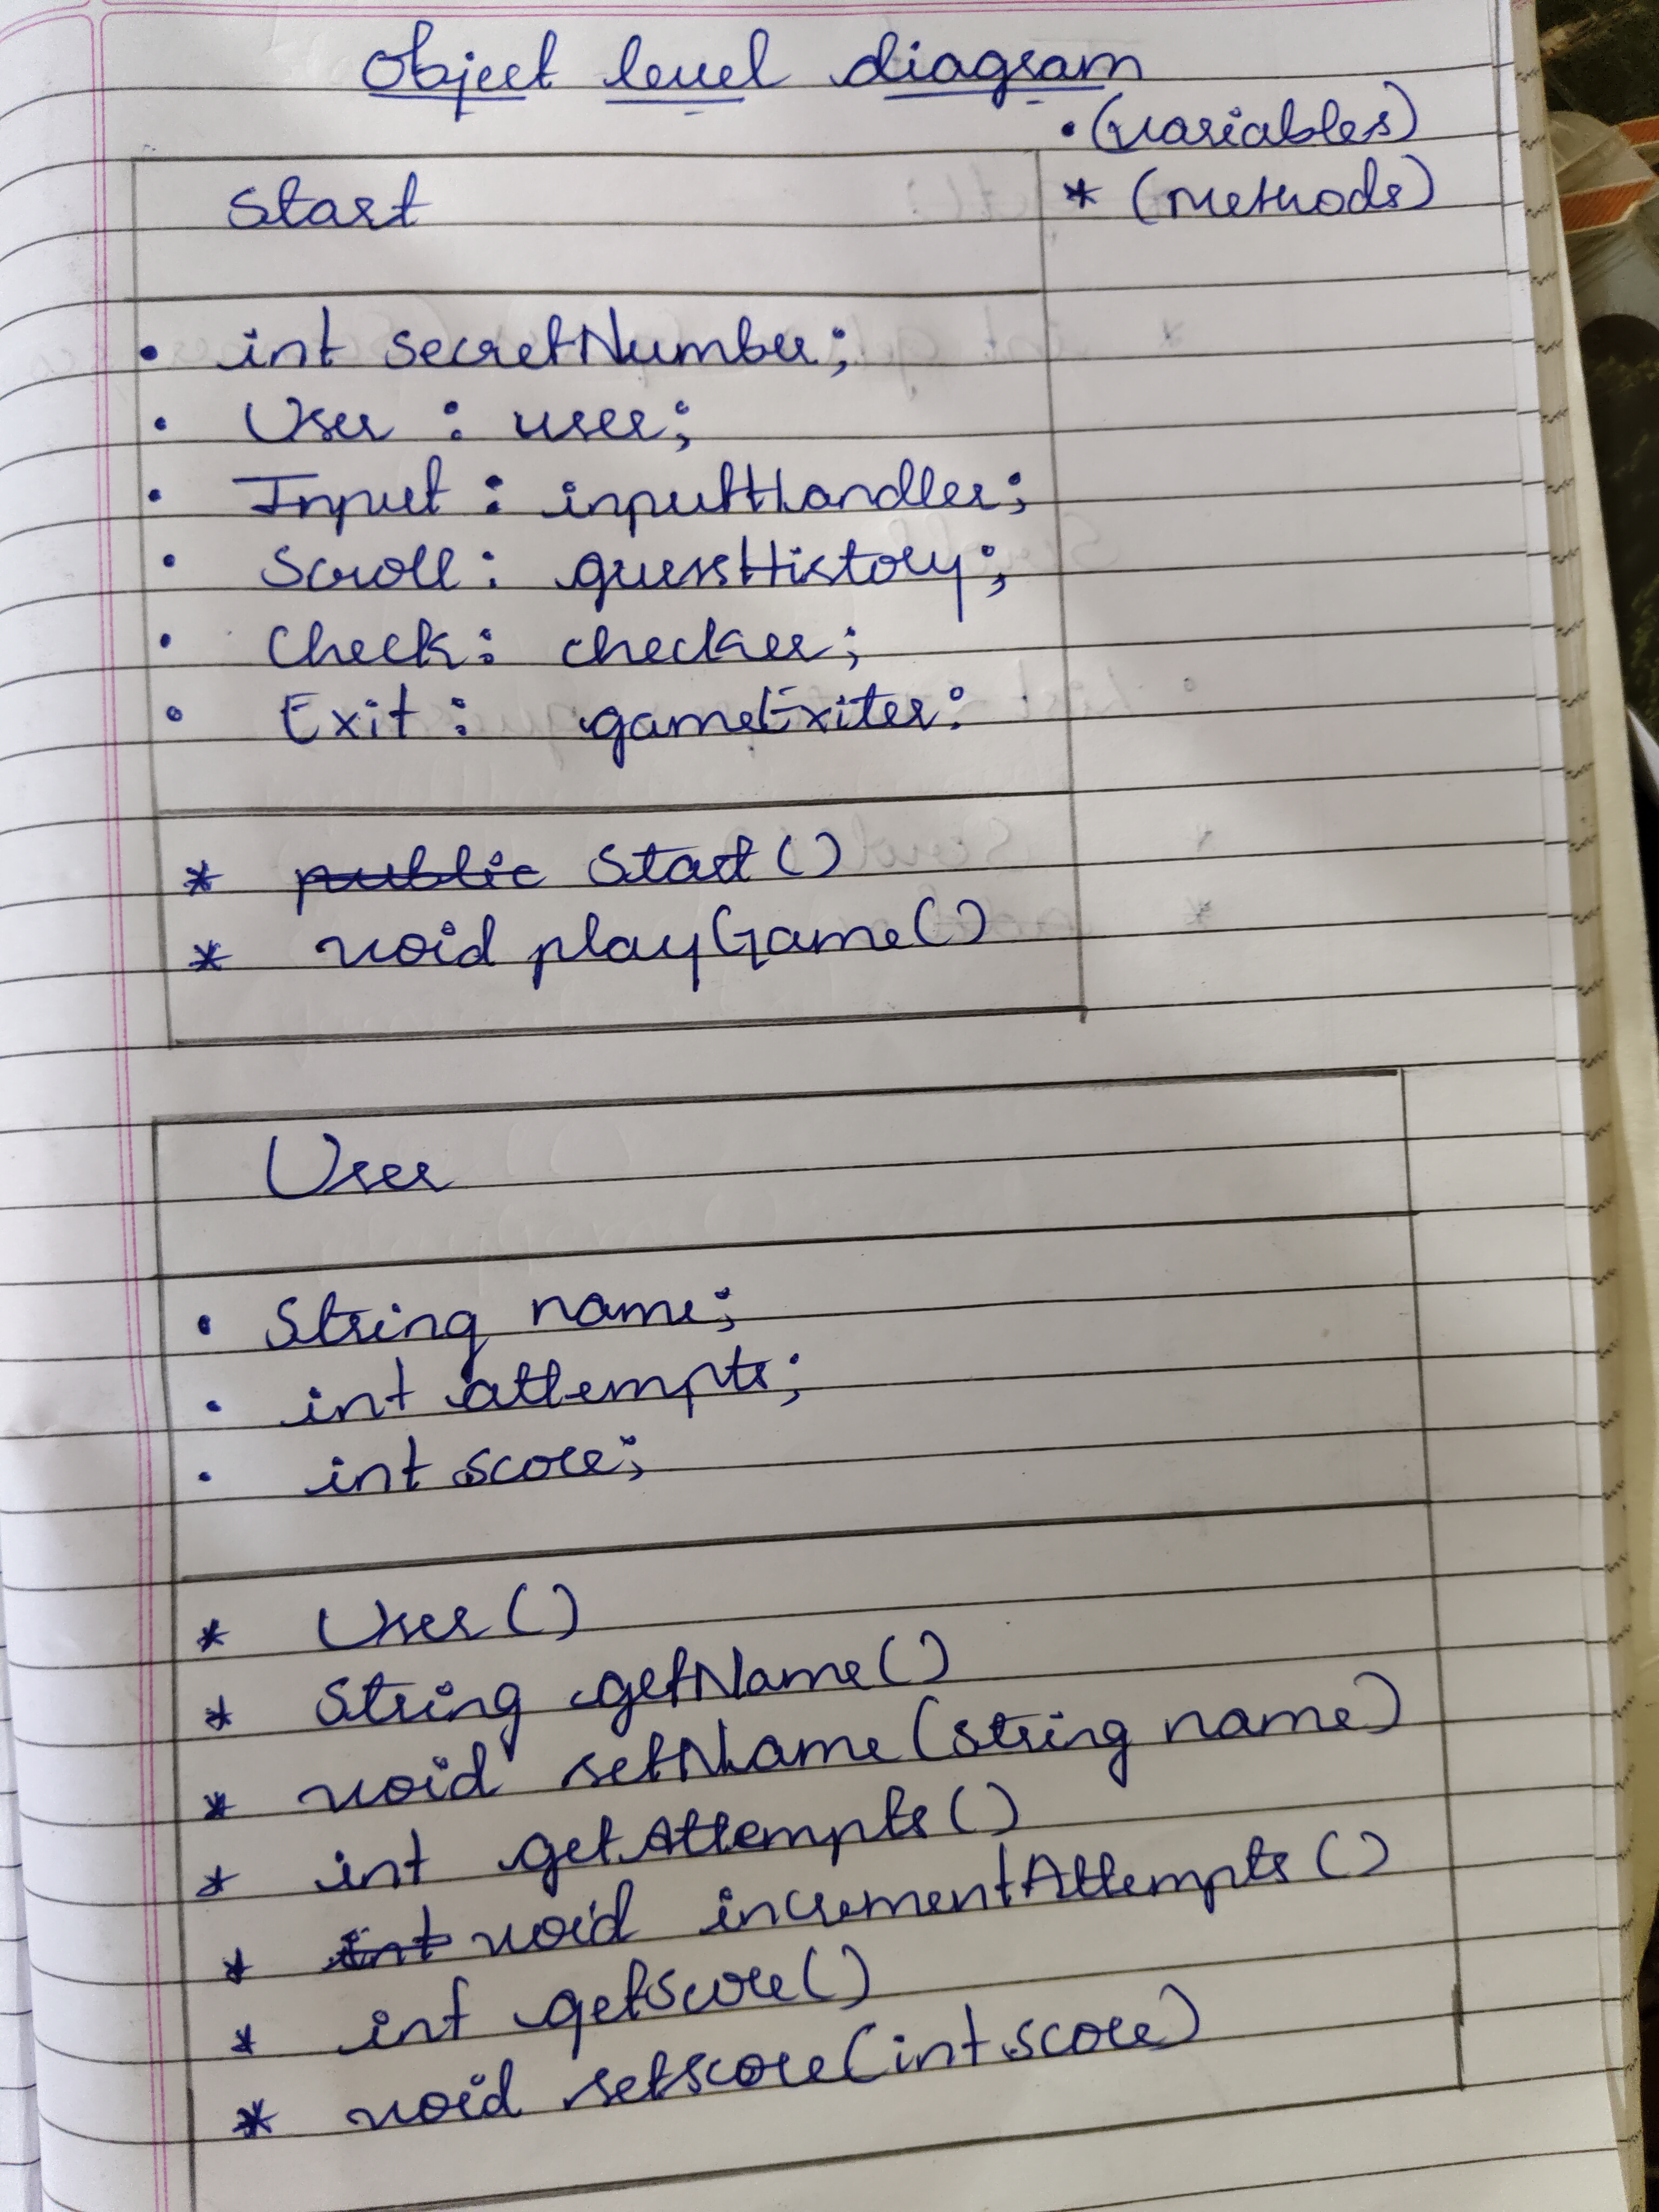 Object level diagram
• (variables)
* (methods)
Start
• int secretNumber;
• User : user;
• Input : inputHandler;
• Scroll : guessHistory;
• Check : checker;
• Exit : gameExiter:
* public Start()
* void playGame()
User
• String name;
• int attempts;
• int score;
* User()
* String getName()
* void setName(string name)
* int getAttempts()
* int void incrementAttempts()
* int getscore()
* void setscore(int score)